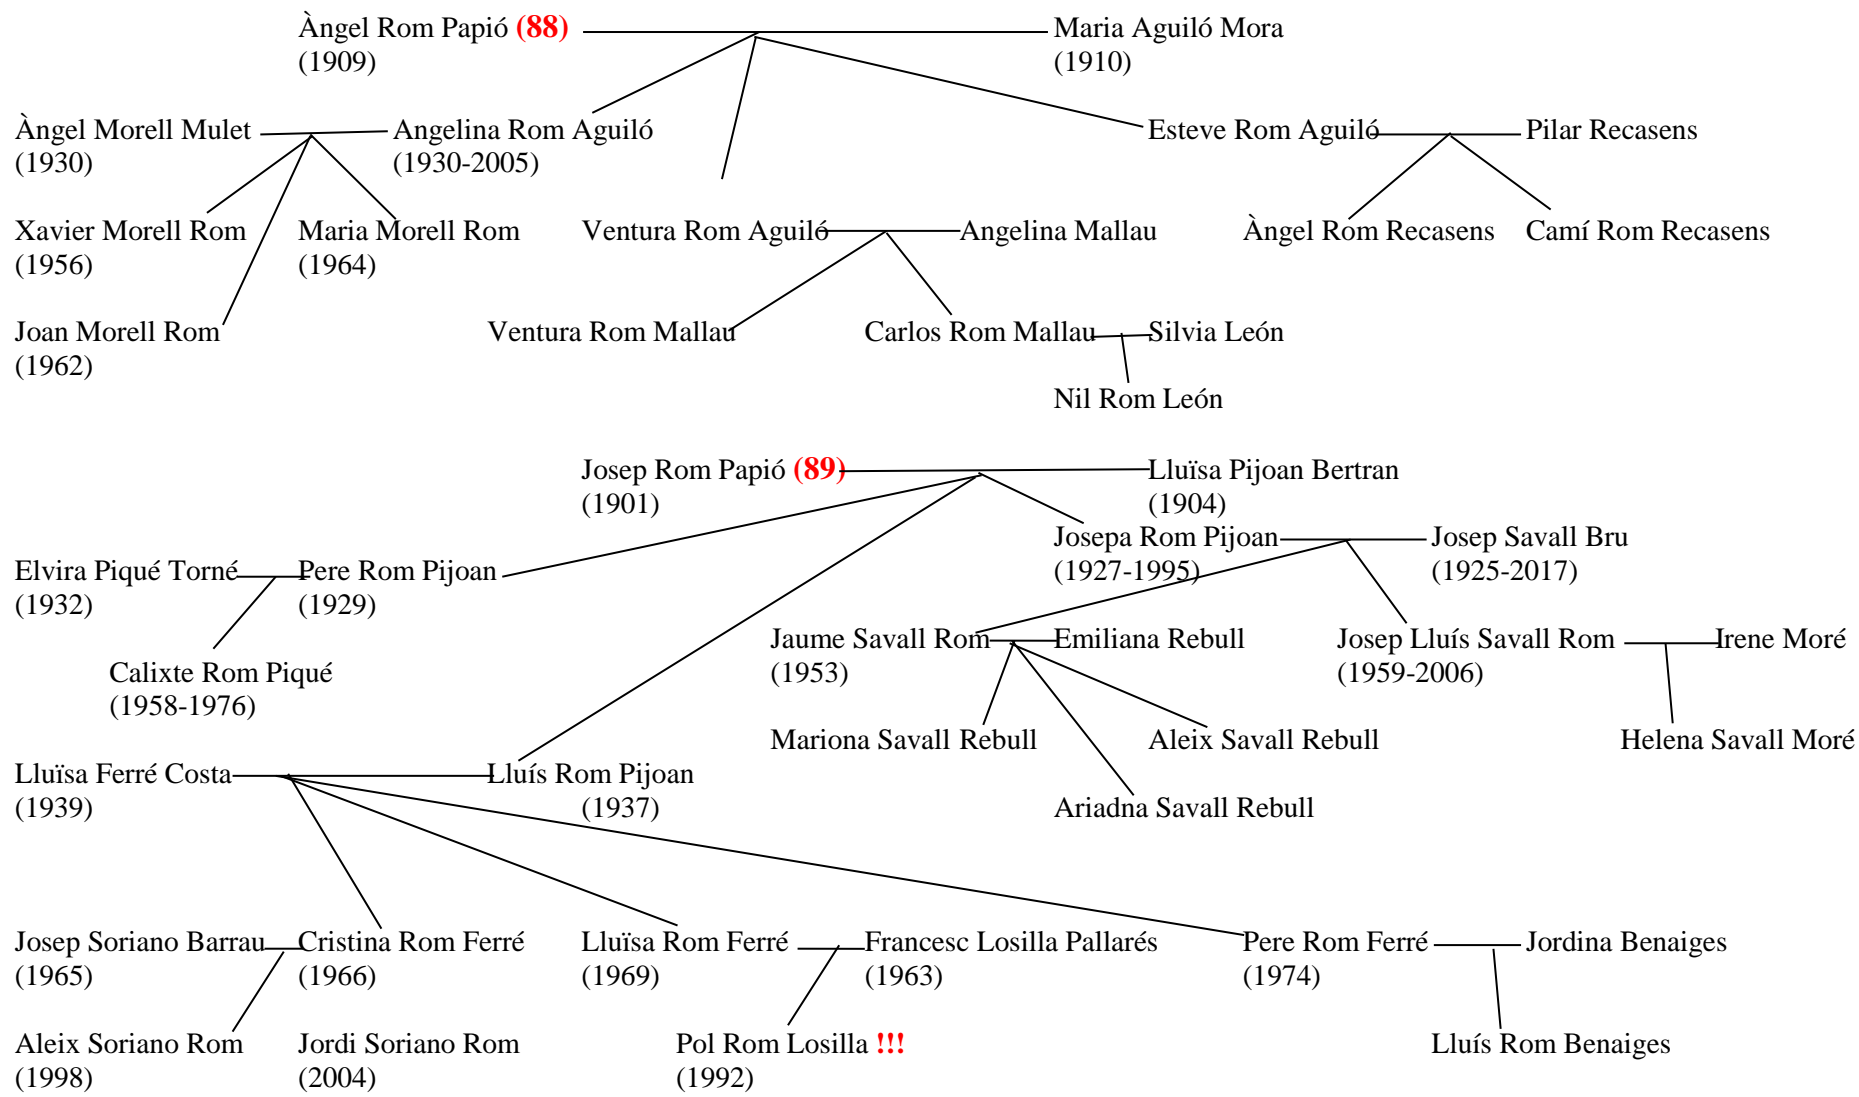 Àngel Rom Papió (88) Maria Aguiló Mora
(1909) (1910)
Àngel Morell Mulet Angelina Rom Aguiló Esteve Rom Aguiló Pilar Recasens
(1930) (1930-2005)
Xavier Morell Rom Maria Morell Rom Ventura Rom Aguiló Angelina Mallau Àngel Rom Recasens Camí Rom Recasens
(1956) (1964)
Joan Morell Rom Ventura Rom Mallau Carlos Rom Mallau Silvia León
(1962)
Nil Rom León
Josep Rom Papió (89) Lluïsa Pijoan Bertran
(1901) (1904)
Josepa Rom Pijoan Josep Savall Bru
Elvira Piqué Torné Pere Rom Pijoan (1927-1995) (1925-2017)
(1932) (1929)
Jaume Savall Rom Emiliana Rebull Josep Lluís Savall Rom Irene Moré
Calixte Rom Piqué (1953) (1959-2006)
(1958-1976)
Mariona Savall Rebull Aleix Savall Rebull Helena Savall Moré
Lluïsa Ferré Costa Lluís Rom Pijoan
(1939) (1937) Ariadna Savall Rebull
Josep Soriano Barrau Cristina Rom Ferré Lluïsa Rom Ferré Francesc Losilla Pallarés Pere Rom Ferré Jordina Benaiges
(1965) (1966) (1969) (1963) (1974)
Aleix Soriano Rom Jordi Soriano Rom Pol Rom Losilla !!! Lluís Rom Benaiges
(1998) (2004) (1992)